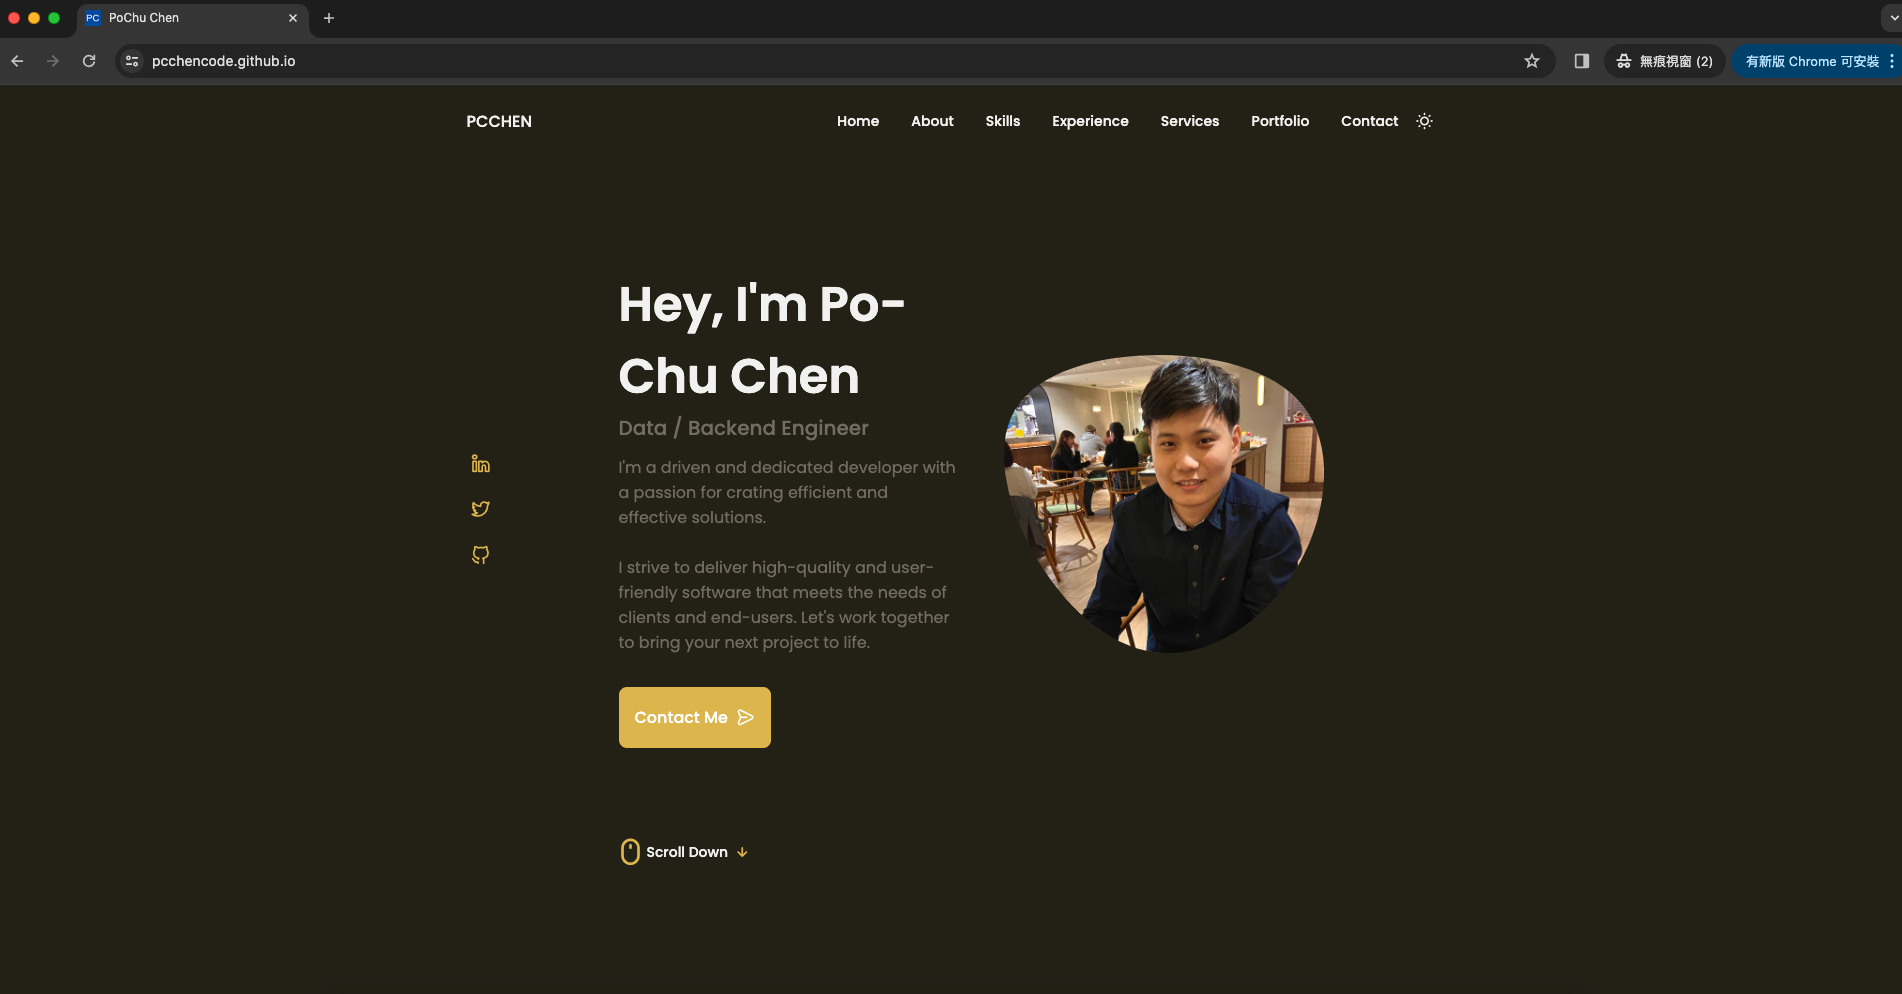 PC PoChu Chen
pcchencode.github.io
無痕視窗 (2)
有新版 Chrome 可安裝
PCCHEN
Home About Skills Experience Services Portfolio Contact
Hey, I'm Po-
Chu Chen
Data / Backend Engineer
I'm a driven and dedicated developer with
a passion for crating efficient and
effective solutions.
I strive to deliver high-quality and user-
friendly software that meets the needs of
clients and end-users. Let's work together
to bring your next project to life.
Contact Me
Scroll Down